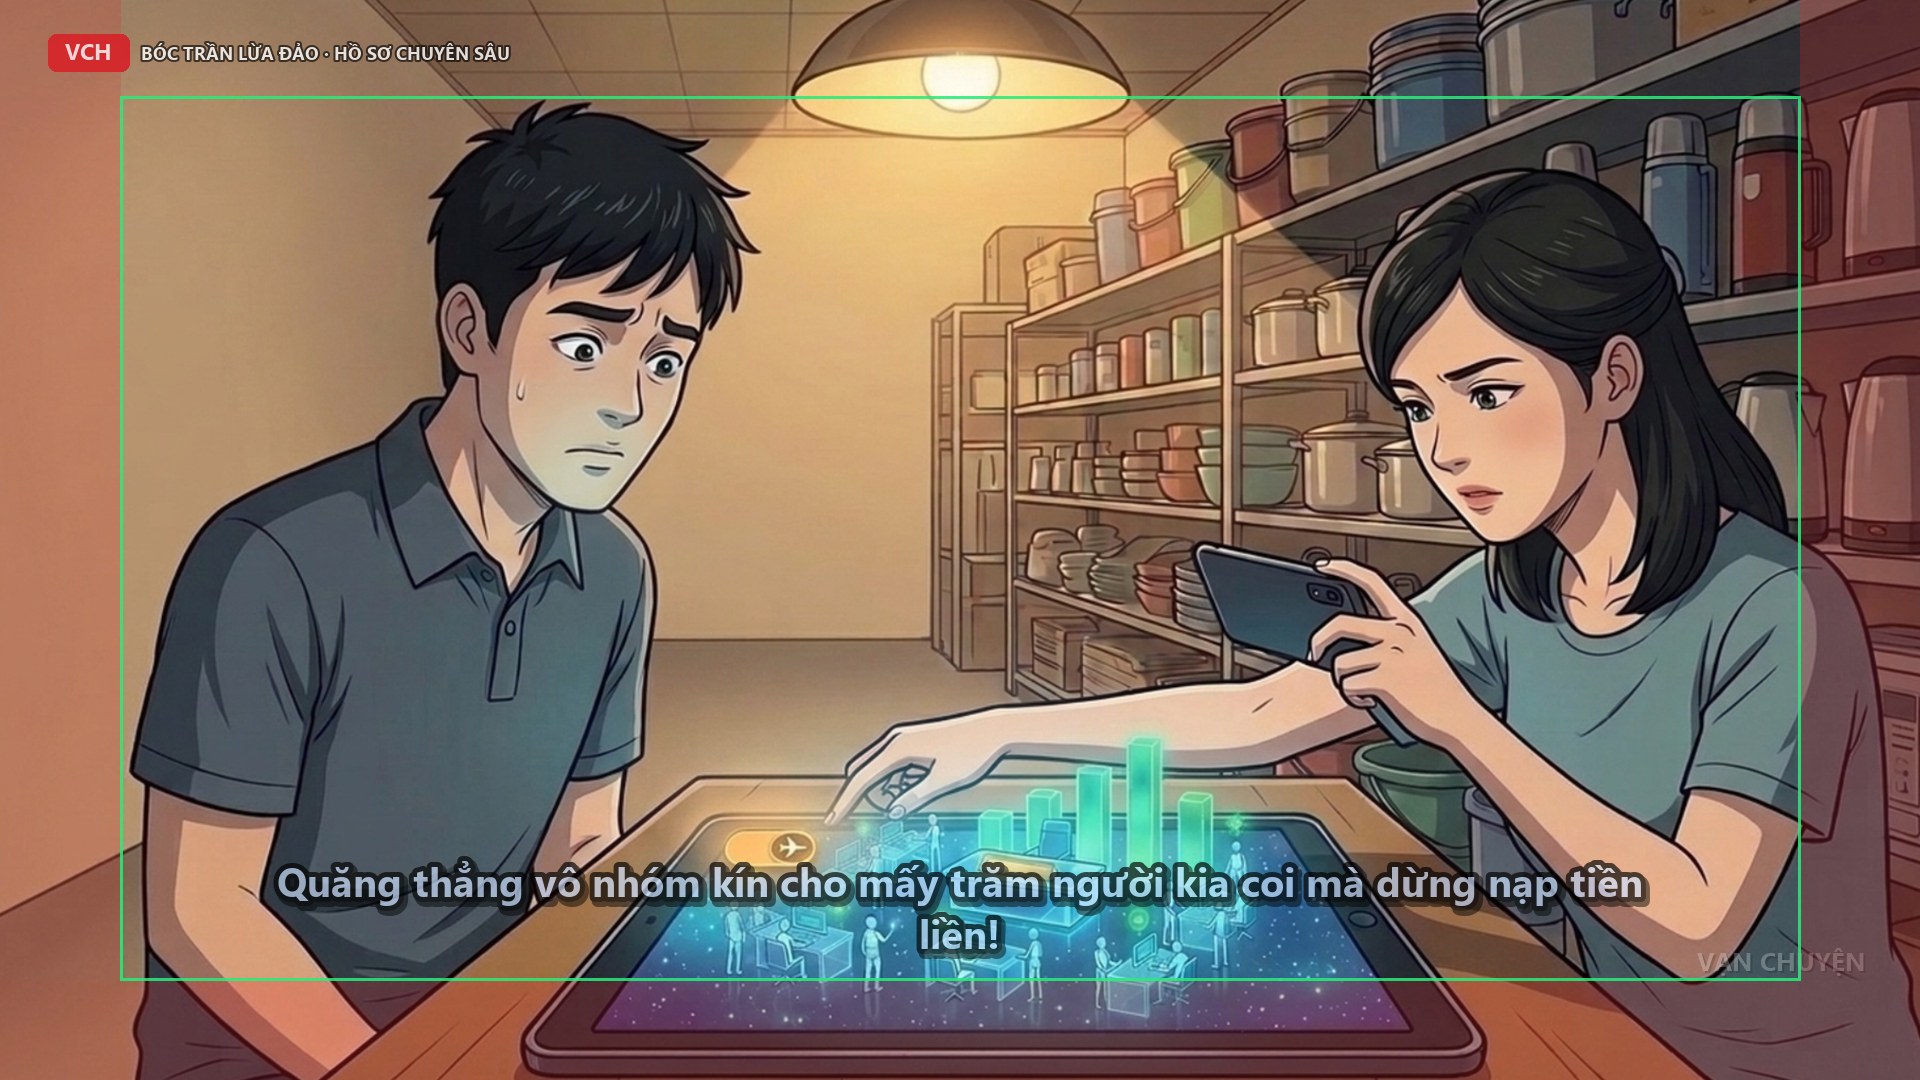 VCH
BÓC TRẦN LỪA ĐẢO · HỒ SƠ CHUYÊN SÂU
Quăng thẳng vô nhóm kín cho mấy trăm người kia coi mà dừng nạp tiền
liền!
VẠN CHUYỆN